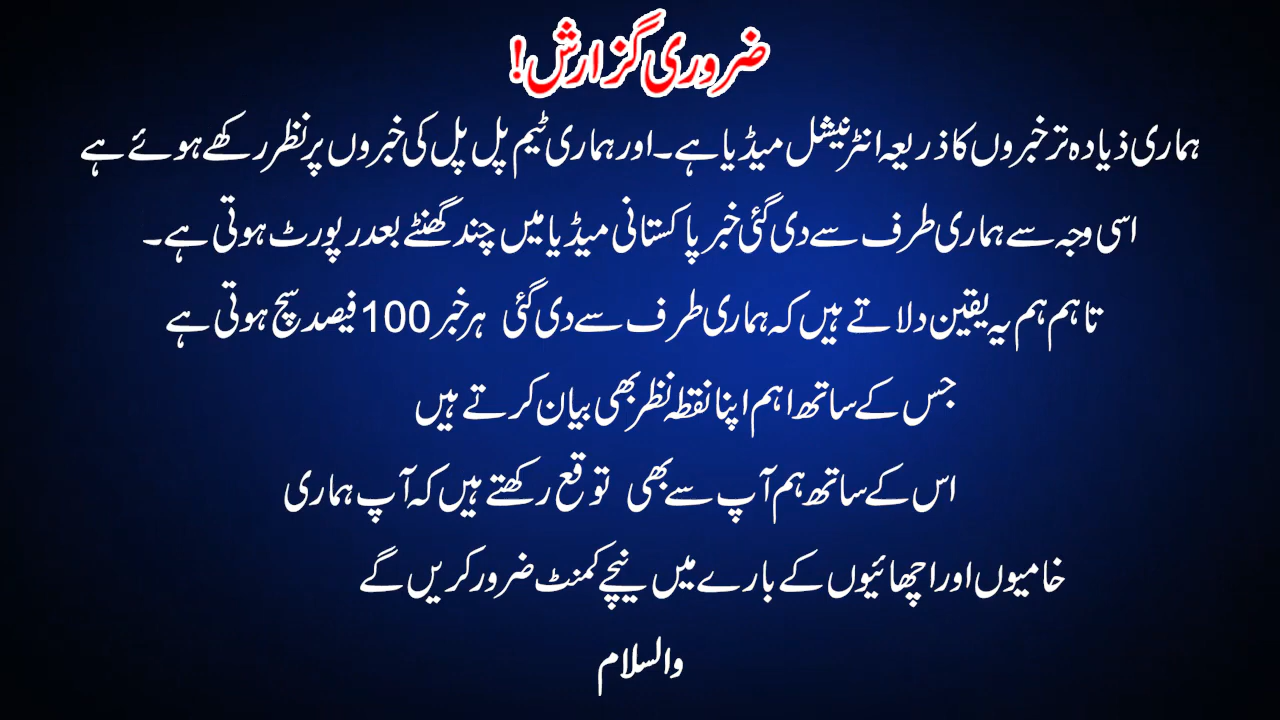 ضروری گزارش!
ہماری ذیادہ تر خبروں کا ذریعہ انٹرنیشل میڈیا ہے۔ اور ہماری ٹیم پل پل کی خبروں پر نظر رکھے ہوئے ہے
اسی وجہ سے ہماری طرف سے دی گئی خبر پاکستانی میڈیا میں چند گھنٹے بعد رپورٹ ہوتی ہے۔
تاہم ہم یہ یقین دلاتے ہیں کہ ہماری طرف سے دی گئی ہر خبر 100 فیصد سچ ہوتی ہے
جس کے ساتھ اہم اپنا نقطہ نظر بھی بیان کرتے ہیں
اس کے ساتھ ہم آپ سے بھی توقع رکھتے ہیں کہ آپ ہماری
خامیوں اور اچھائیوں کے بارے میں نیچے کمنٹ ضرور کریں گے
والسلام